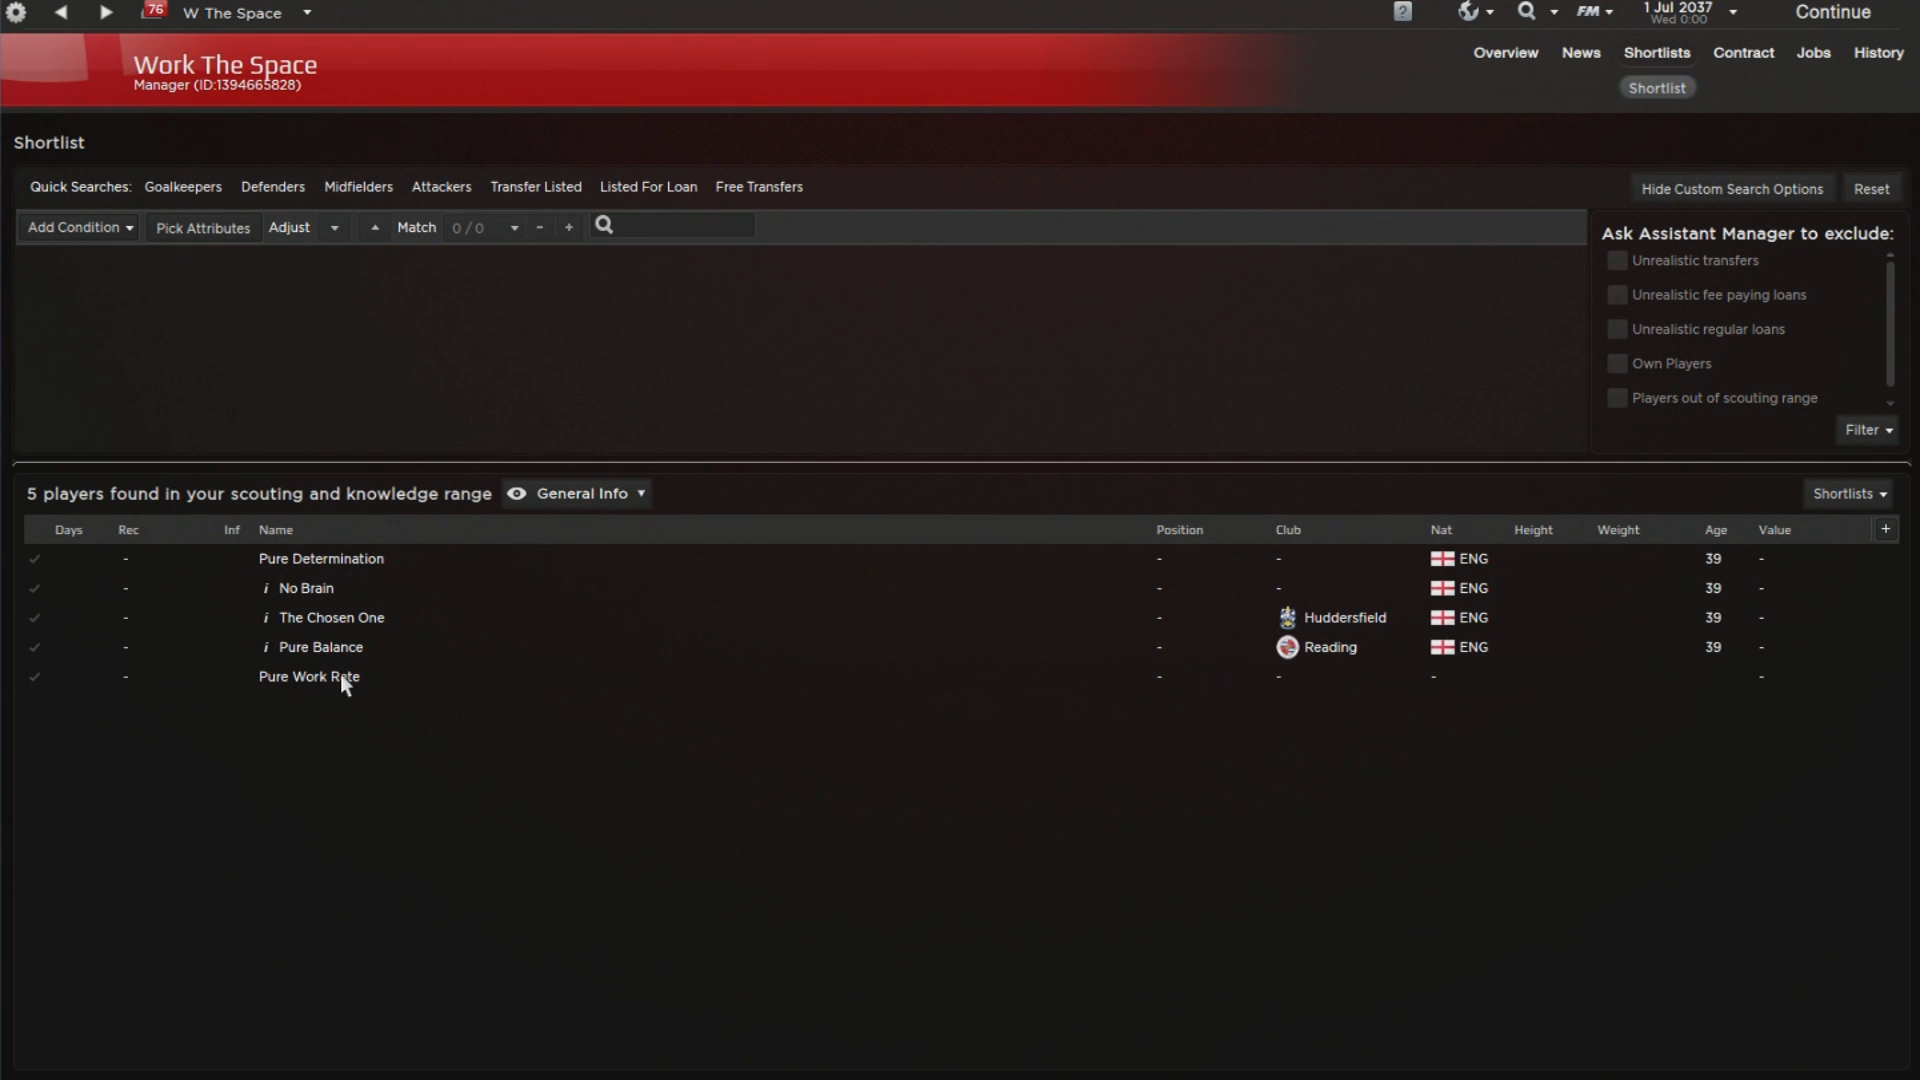 76 W The Space ? FM 1 Jul 2037 Continue
Wed 0:00
Work The Space
Manager (ID:1394665828)
Overview News Shortlists Contract Jobs History
Shortlist
Shortlist
Quick Searches: Goalkeepers Defenders Midfielders Attackers Transfer Listed Listed For Loan Free Transfers Hide Custom Search Options Reset
Add Condition Pick Attributes Adjust Match 0 / 0 - +
Ask Assistant Manager to exclude:
Unrealistic transfers
Unrealistic fee paying loans
Unrealistic regular loans
Own Players
Players out of scouting range
Filter
5 players found in your scouting and knowledge range General Info Shortlists
Days Rec Inf Name Position Club Nat Height Weight Age Value +
- Pure Determination - - ENG 39 -
- i No Brain - - ENG 39 -
- i The Chosen One - Huddersfield ENG 39 -
- i Pure Balance - Reading ENG 39 -
- Pure Work Rate - - - -